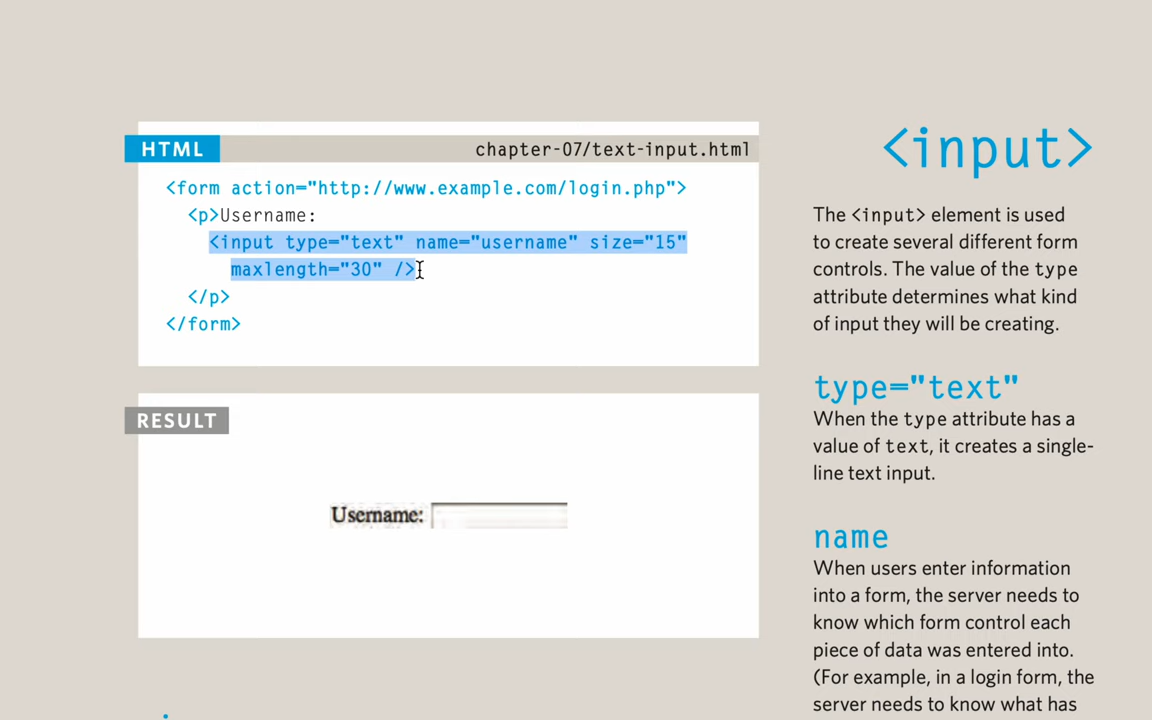 HTML
chapter-07/text-input.html
<form action="http://www.example.com/login.php">
<p>Username:
<input type="text" name="username" size="15"
maxlength="30" />
</p>
</form>
RESULT
Username:
<input>
The <input> element is used
to create several different form
controls. The value of the type
attribute determines what kind
of input they will be creating.
type="text"
When the type attribute has a
value of text, it creates a single-
line text input.
name
When users enter information
into a form, the server needs to
know which form control each
piece of data was entered into.
(For example, in a login form, the
server needs to know what has